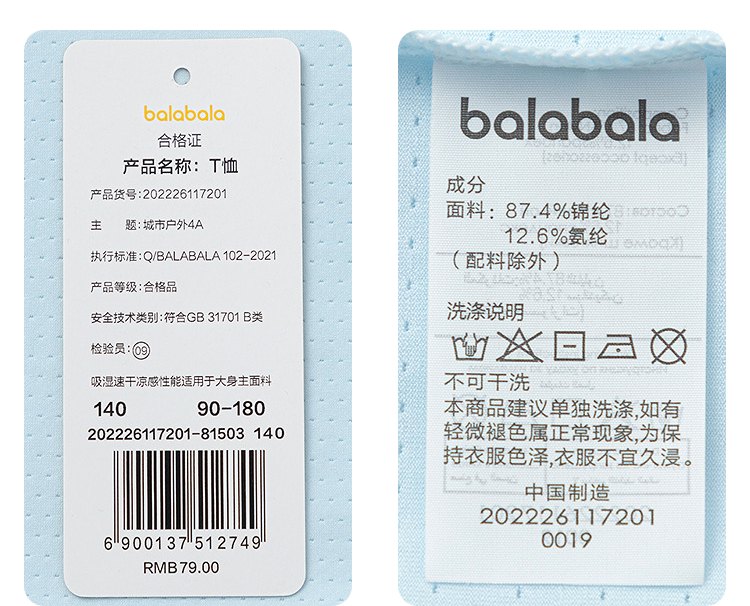 balabala
合格证
产品名称：T恤
产品货号:202226117201
主 题:城市户外4A
执行标准:Q/BALABALA 102-2021
产品等级:合格品
安全技术类别:符合GB 31701 B类
检验员:09
吸湿速干凉感性能适用于大身主面料
140 90-180
202226117201-81503 140
6 900137 512749
RMB79.00
balabala
成分
面料：87.4%锦纶
12.6%氨纶
（配料除外）
洗涤说明
不可干洗
本商品建议单独洗涤,如有
轻微褪色属正常现象,为保
持衣服色泽,衣服不宜久浸。
中国制造
202226117201
0019